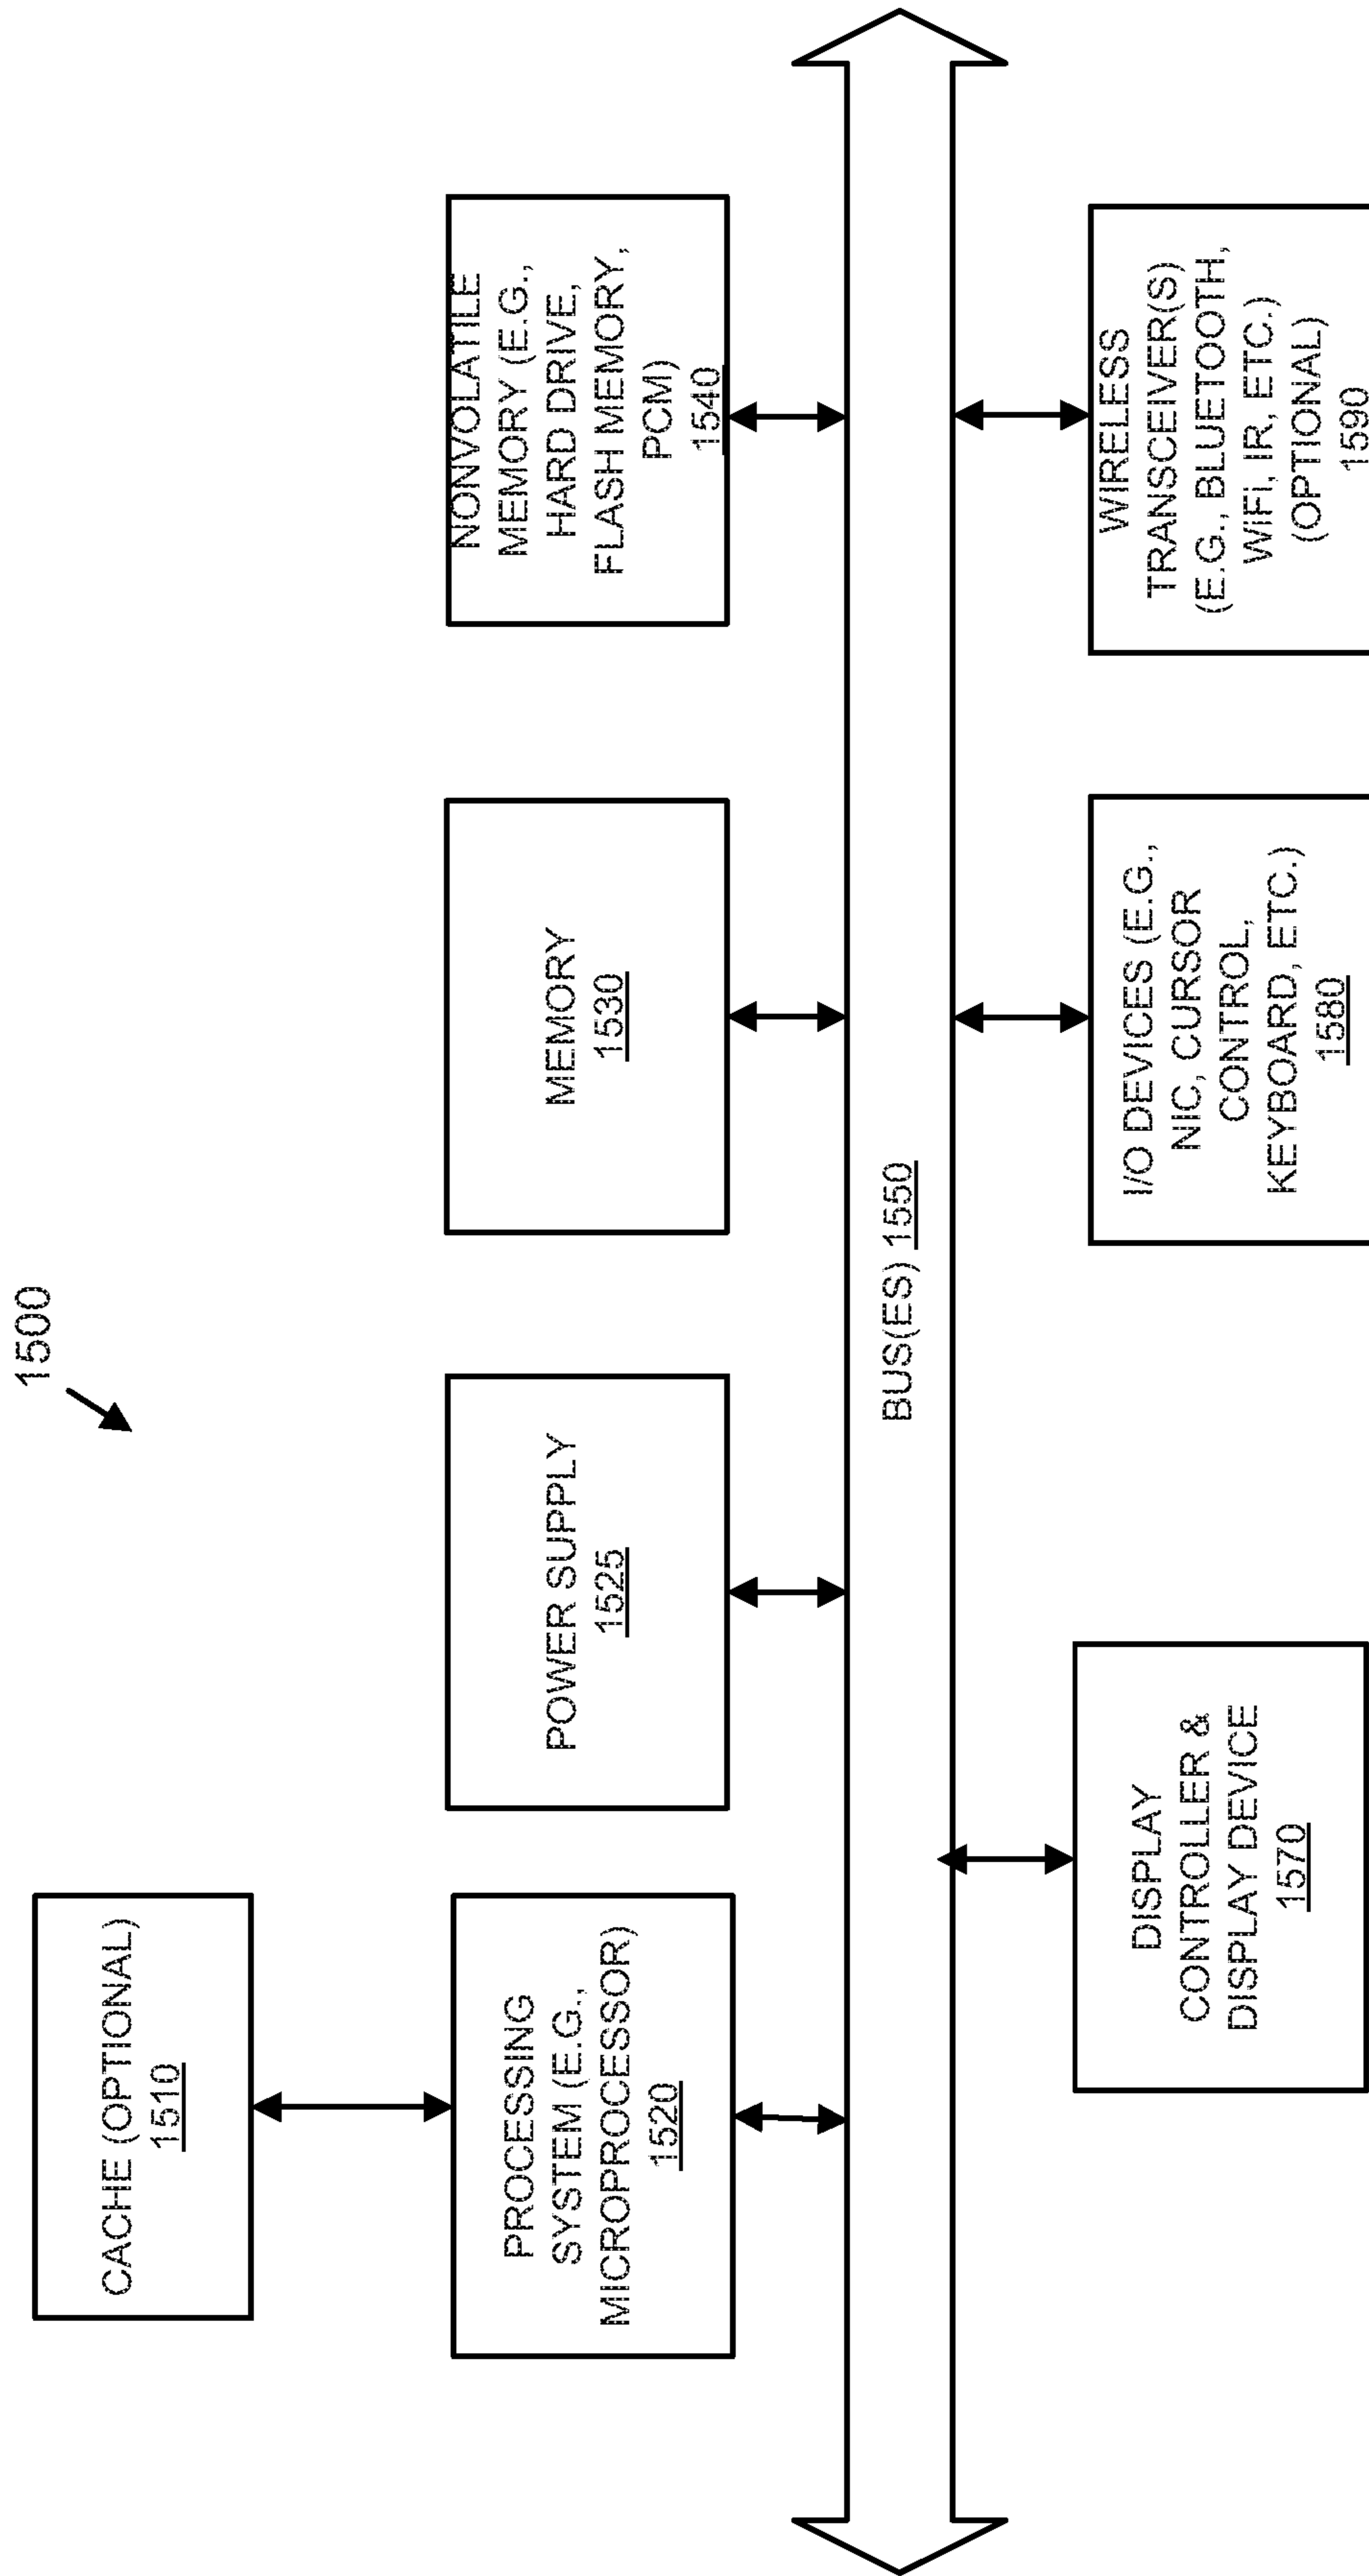 1500
CACHE (OPTIONAL)
1510
PROCESSING
SYSTEM (E.G.,
MICROPROCESSOR)
1520
POWER SUPPLY
1525
MEMORY
1530
NONVOLATILE
MEMORY (E.G.,
HARD DRIVE,
FLASH MEMORY,
PCM)
1540
BUS(ES) 1550
DISPLAY
CONTROLLER &
DISPLAY DEVICE
1570
I/O DEVICES (E.G.,
NIC, CURSOR
CONTROL,
KEYBOARD, ETC.)
1580
WIRELESS
TRANSCEIVER(S)
(E.G., BLUETOOTH,
WiFi, IR, ETC.)
(OPTIONAL)
1590